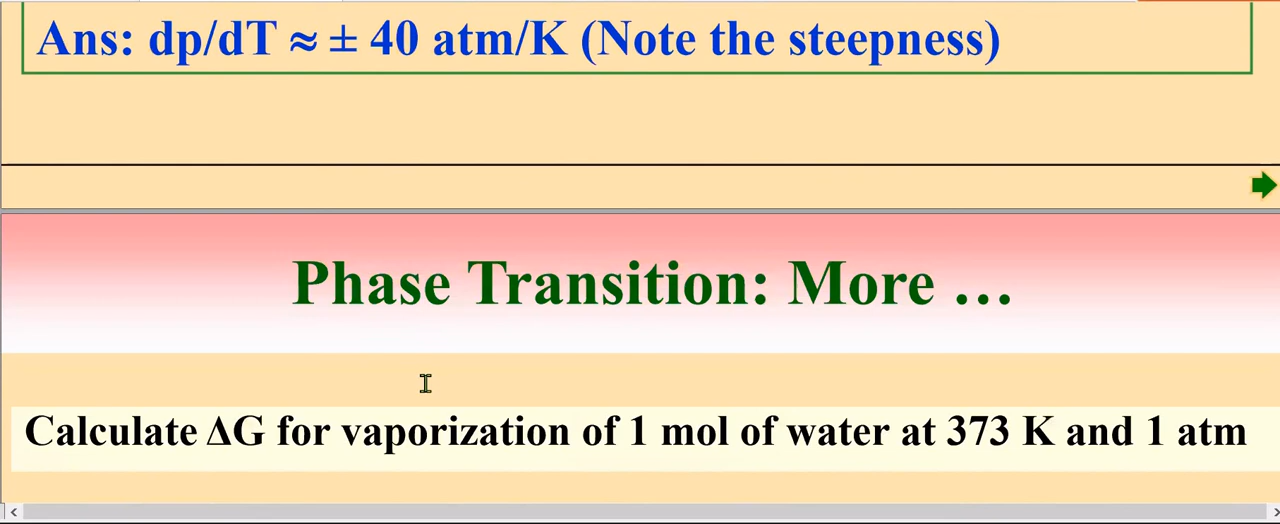 Ans: dp/dT ≈ ± 40 atm/K (Note the steepness)
Phase Transition: More …
Calculate ΔG for vaporization of 1 mol of water at 373 K and 1 atm